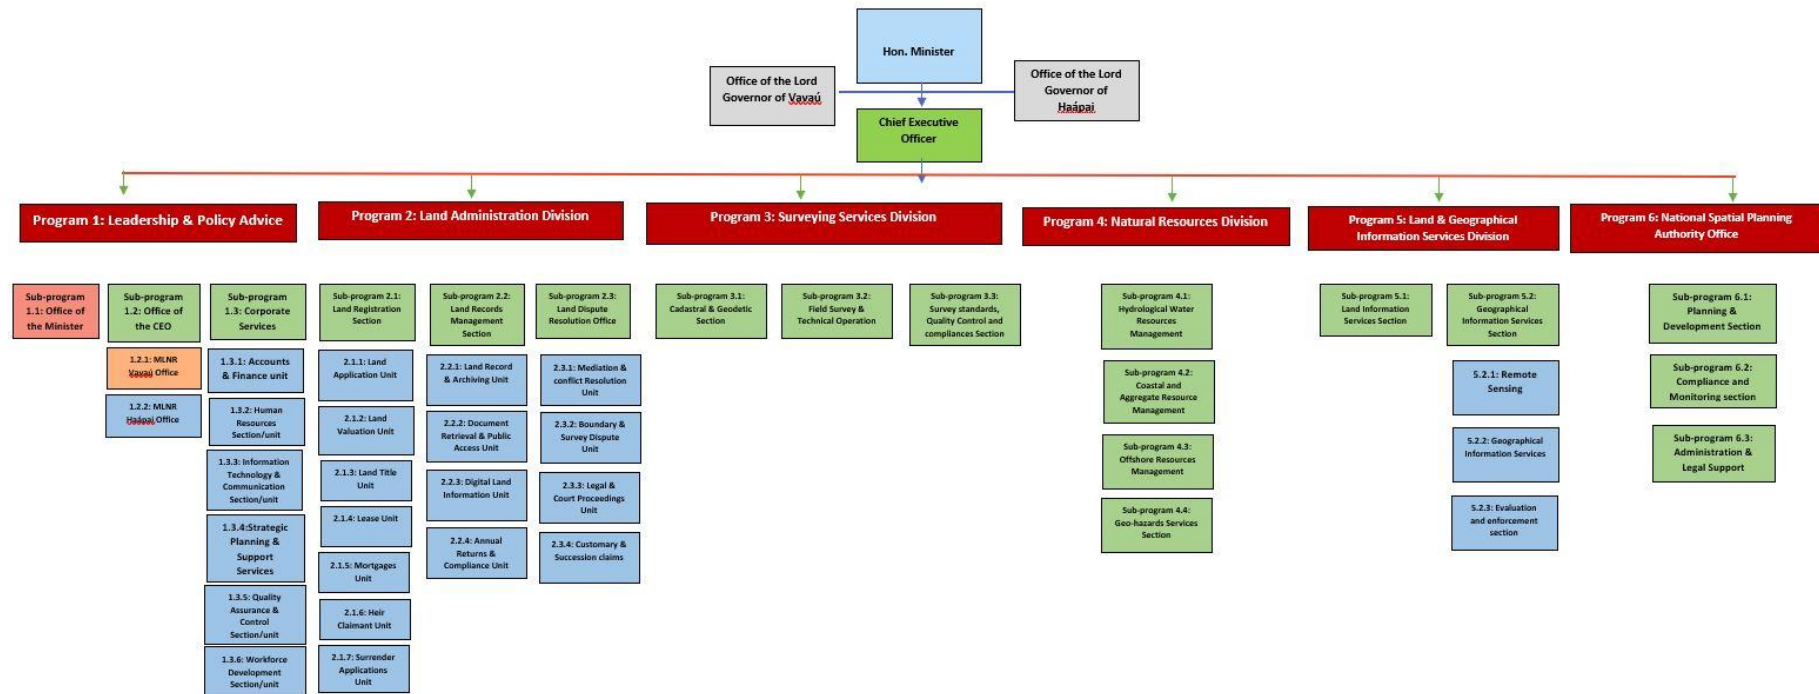 Hon. Minister
Office of the Lord
Governor of Vavaú
Office of the Lord
Governor of
Haápai
Chief Executive
Officer
Program 1: Leadership & Policy Advice
Program 2: Land Administration Division
Program 3: Surveying Services Division
Program 4: Natural Resources Division
Program 5: Land & Geographical
Information Services Division
Program 6: National Spatial Planning
Authority Office
Sub-program
1.1: Office of
the Minister
Sub-program
1.2: Office of
the CEO
1.2.1: MLNR
Vavaú Office
1.2.2: MLNR
Haápai Office
Sub-program
1.3: Corporate
Services
1.3.1: Accounts
& Finance unit
1.3.2: Human
Resources
Section/unit
1.3.3: Information
Technology &
Communication
Section/unit
1.3.4:Strategic
Planning &
Support
Services
1.3.5: Quality
Assurance &
Control
Section/unit
1.3.6: Workforce
Development
Section/unit
Sub-program 2.1:
Land Registration
Section
2.1.1: Land
Application Unit
2.1.2: Land
Valuation Unit
2.1.3: Land Title
Unit
2.1.4: Lease Unit
2.1.5: Mortgages
Unit
2.1.6: Heir
Claimant Unit
2.1.7: Surrender
Applications
Unit
Sub-program 2.2:
Land Records
Management
Section
2.2.1: Land Record
& Archiving Unit
2.2.2: Document
Retrieval & Public
Access Unit
2.2.3: Digital Land
Information Unit
2.2.4: Annual
Returns &
Compliance Unit
Sub-program 2.3:
Land Dispute
Resolution Office
2.3.1: Mediation &
conflict Resolution
Unit
2.3.2: Boundary &
Survey Dispute
Unit
2.3.3: Legal &
Court Proceedings
Unit
2.3.4: Customary &
Succession claims
Sub-program 3.1:
Cadastral & Geodetic
Section
Sub-program 3.2:
Field Survey &
Technical Operation
Sub-program 3.3:
Survey standards,
Quality Control and
compliances Section
Sub-program 4.1:
Hydrological Water
Resources
Management
Sub-program 4.2:
Coastal and
Aggregate Resource
Management
Sub-program 4.3:
Offshore Resources
Management
Sub-program 4.4:
Geo-hazards Services
Section
Sub-program 5.1:
Land Information
Services Section
Sub-program 5.2:
Geographical
Information Services
Section
5.2.1: Remote
Sensing
5.2.2: Geographical
Information Services
5.2.3: Evaluation
and enforcement
section
Sub-program 6.1:
Planning &
Development Section
Sub-program 6.2:
Compliance and
Monitoring section
Sub-program 6.3:
Administration &
Legal Support